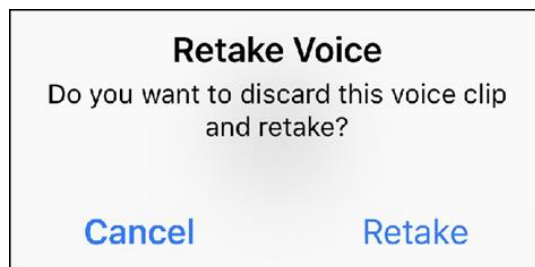 Retake Voice
Do you want to discard this voice clip
and retake?
Cancel Retake